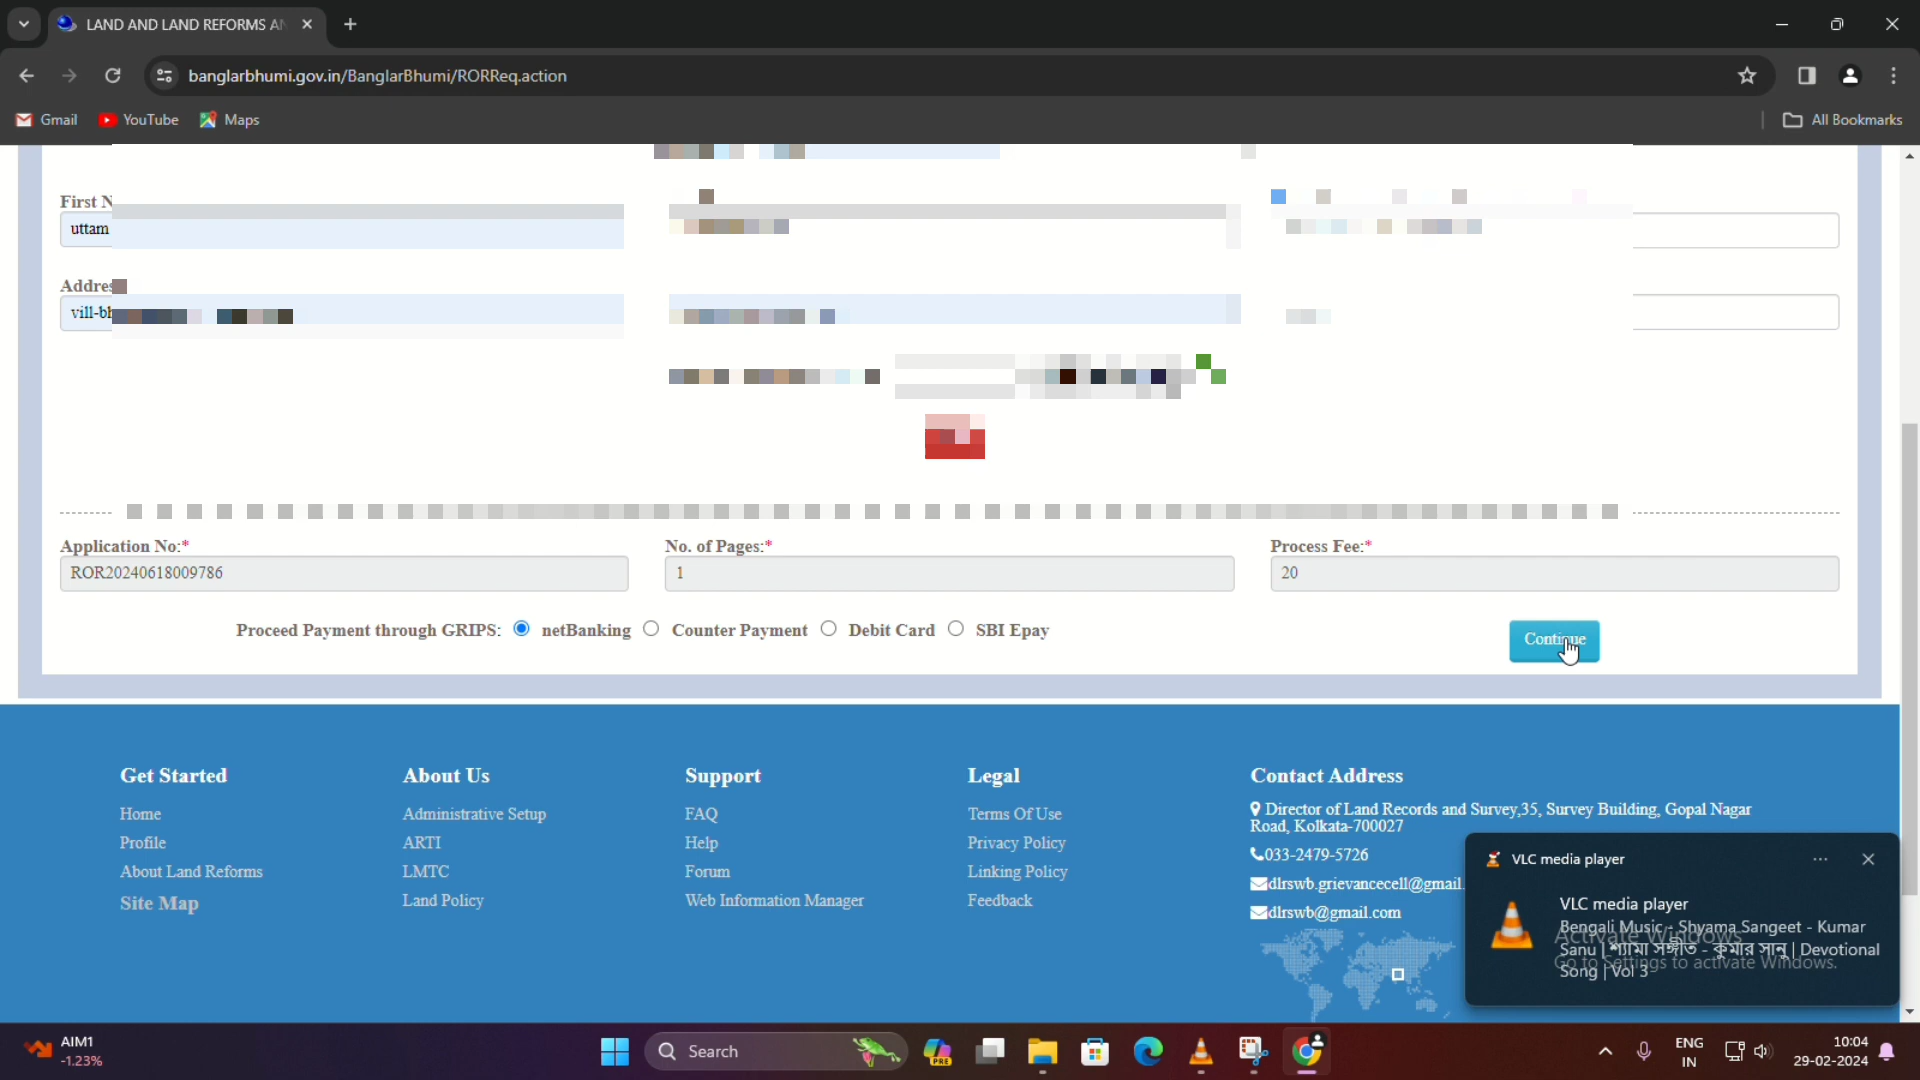 LAND AND LAND REFORMS AN
banglarbhumi.gov.in/BanglarBhumi/RORReq.action
Gmail YouTube Maps All Bookmarks
First N
uttam
Addres
vill-bh
Application No:* No. of Pages:* Process Fee:*
ROR20240618009786 1 20
Proceed Payment through GRIPS: netBanking Counter Payment Debit Card SBI Epay Continue
Get Started About Us Support Legal Contact Address
Home Administrative Setup FAQ Terms Of Use Director of Land Records and Survey,35, Survey Building, Gopal Nagar
Road, Kolkata-700027
Profile ARTI Help Privacy Policy 033-2479-5726
About Land Reforms LMTC Forum Linking Policy dlrswb.grievancecell@gmail.
Site Map Land Policy Web Information Manager Feedback dlrswb@gmail.com
VLC media player
VLC media player
Bengali Music - Shyama Sangeet - Kumar
Sanu | শ্যামা সঙ্গীত - কুমার সানু | Devotional
Song | Vol 3
Activate Windows
Go to Settings to activate Windows.
AIM1
-1.23%
Search
PRE
ENG
IN
10:04
29-02-2024